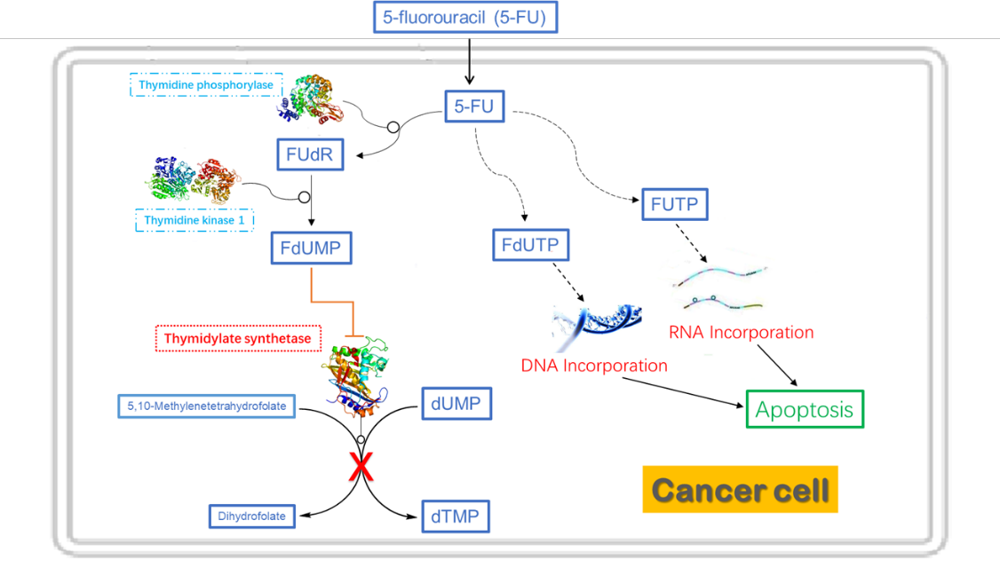 5-fluorouracil (5-FU)
Thymidine phosphorylase
5-FU
FUdR
FUTP
Thymidine kinase 1
FdUMP
FdUTP
RNA Incorporation
Thymidylate synthetase
DNA Incorporation
5,10-Methylenetetrahydrofolate
dUMP
Apoptosis
X
Cancer cell
Dihydrofolate
dTMP